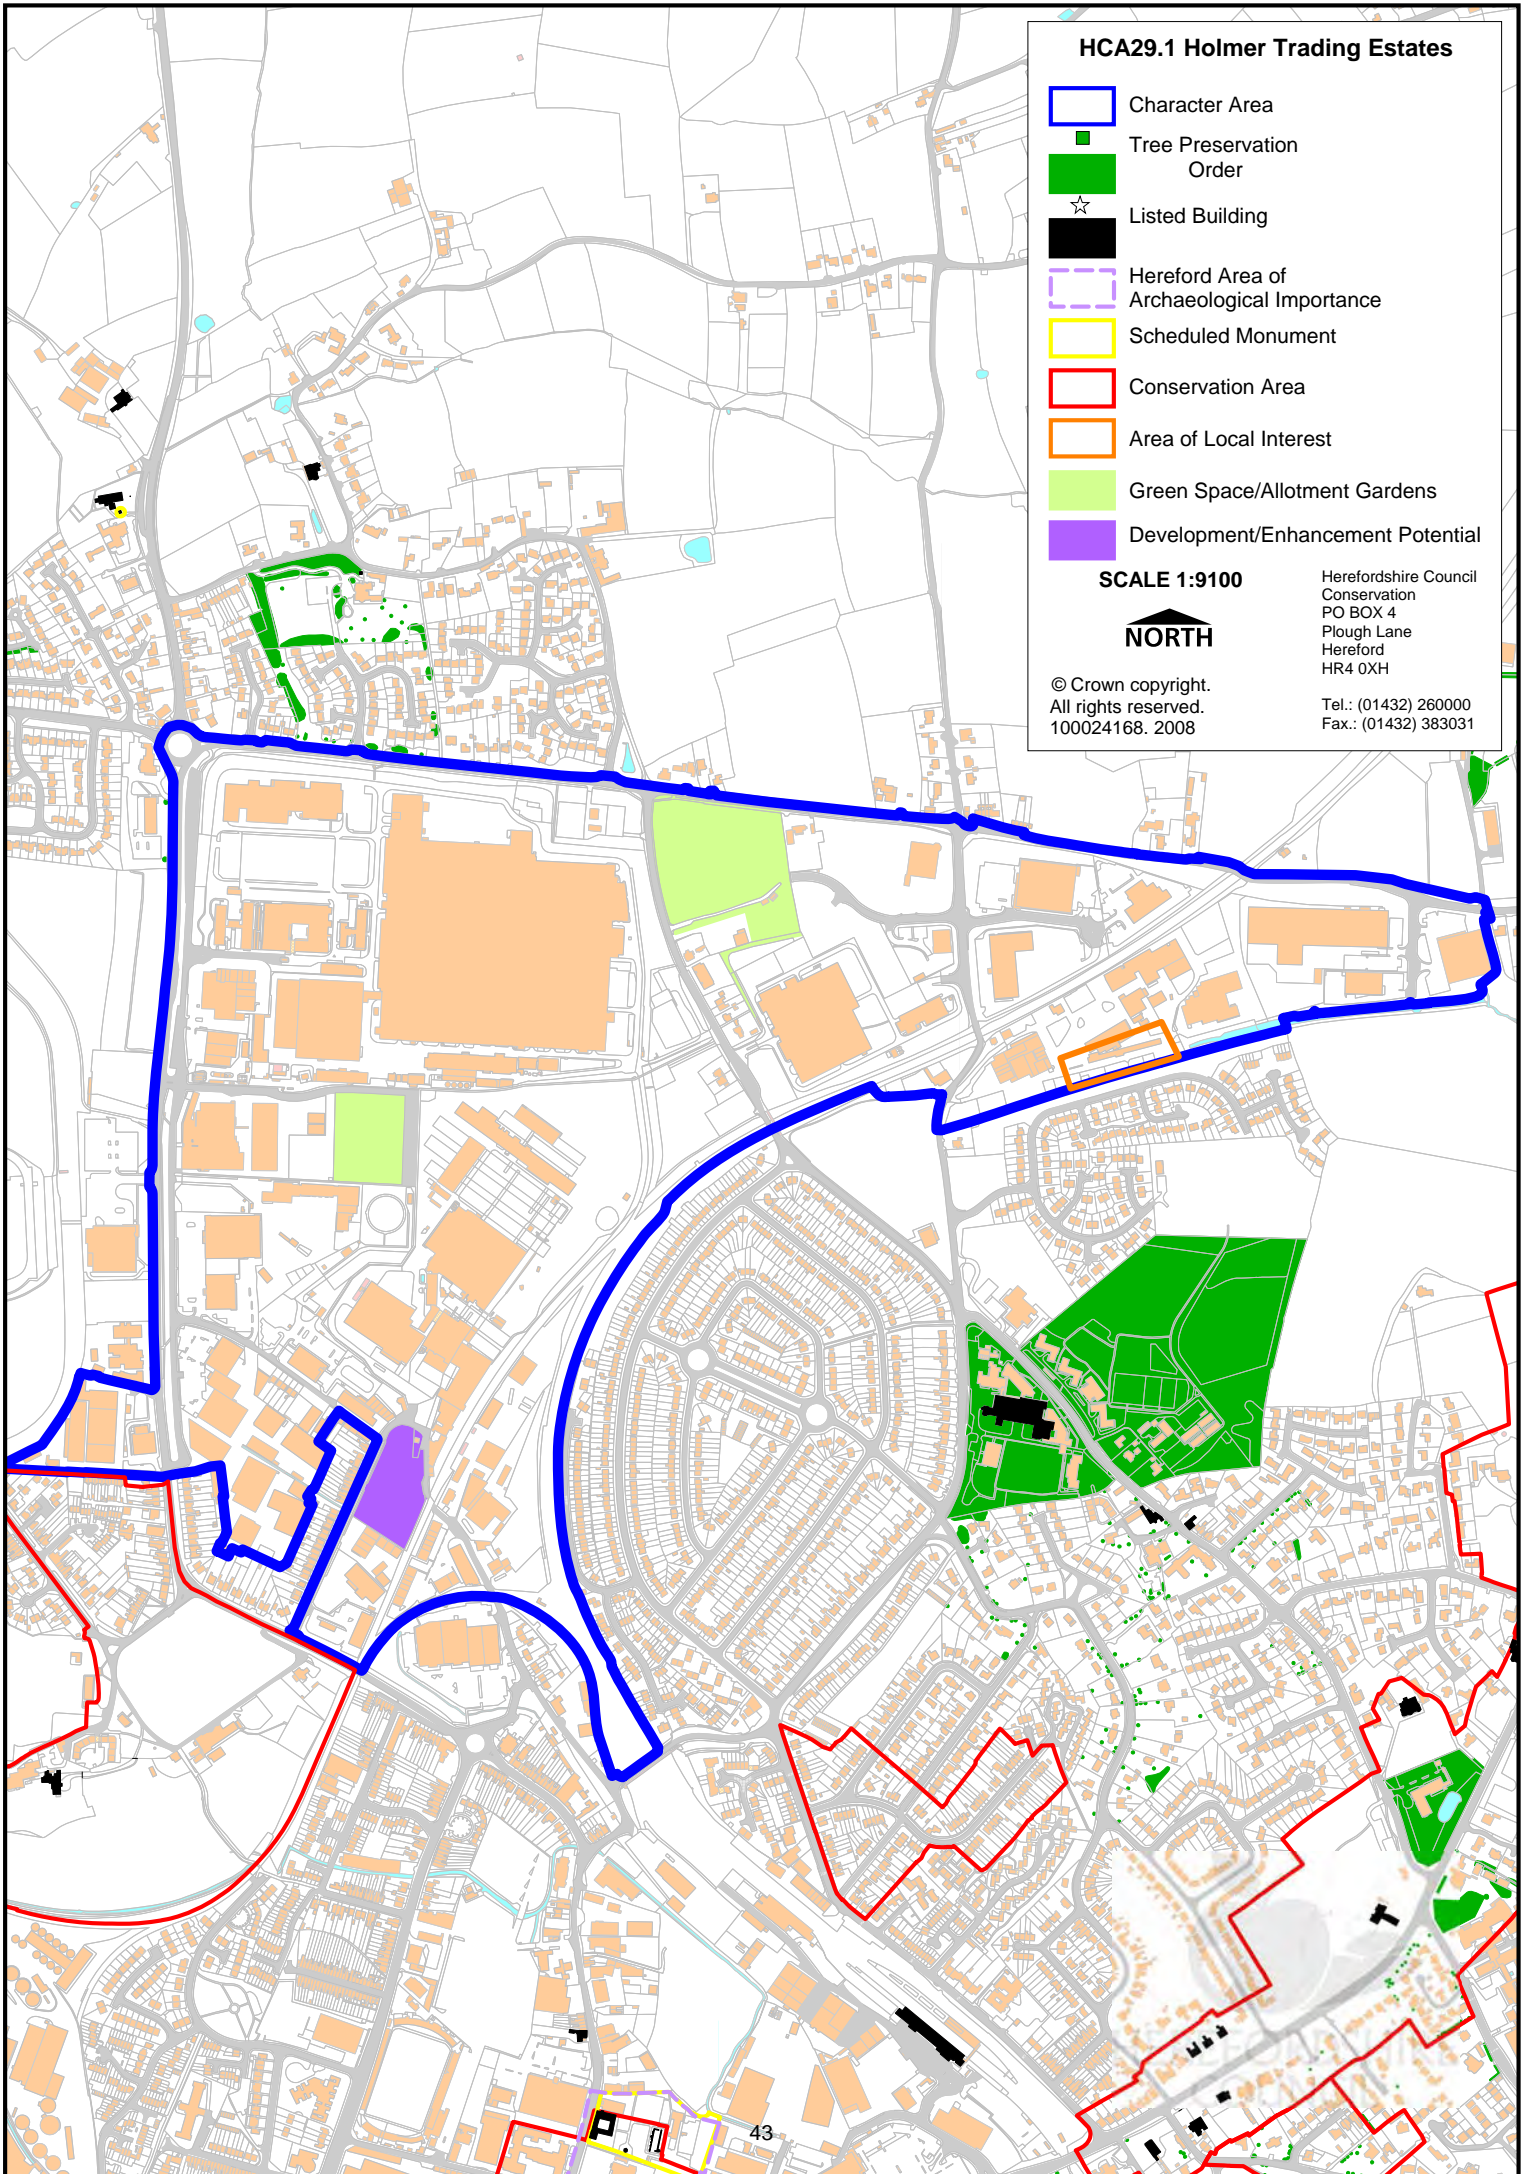 HCA29.1 Holmer Trading Estates
Character Area
Tree Preservation
Order
Listed Building
Hereford Area of
Archaeological Importance
Scheduled Monument
Conservation Area
Area of Local Interest
Green Space/Allotment Gardens
Development/Enhancement Potential
SCALE 1:9100
NORTH
© Crown copyright.
All rights reserved.
100024168. 2008
Herefordshire Council
Conservation
PO BOX 4
Plough Lane
Hereford
HR4 0XH
Tel.: (01432) 260000
Fax.: (01432) 383031
43